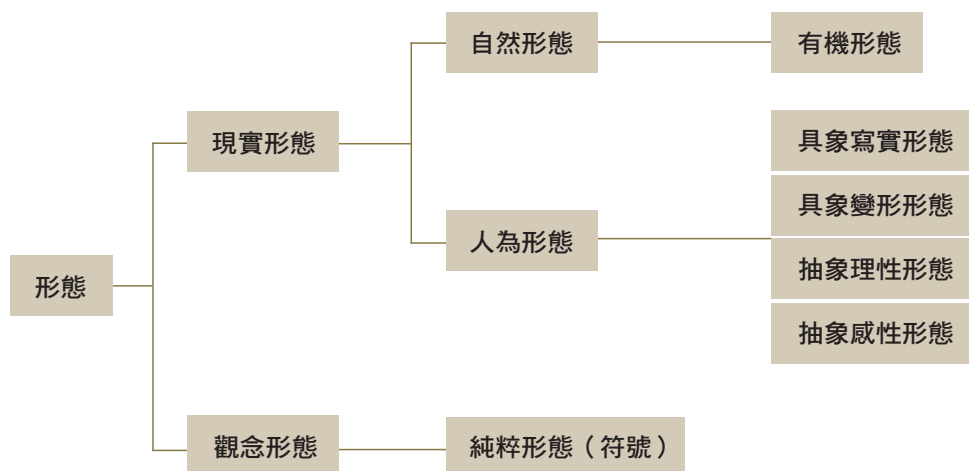 自然形態
有機形態
現實形態
具象寫實形態
具象變形形態
人為形態
抽象理性形態
形態
抽象感性形態
觀念形態
純粹形態（符號）